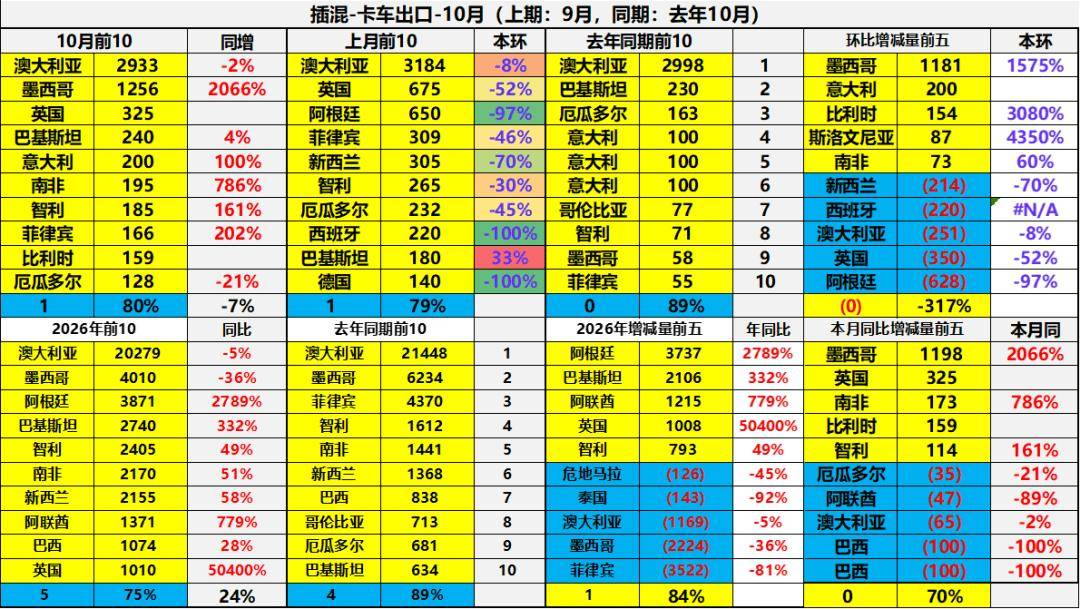 插混-卡车出口-10月（上期：9月，同期：去年10月）
10月前10 同增 上月前10 本环 去年同期前10 环比增减量前五 本环
澳大利亚 2933 -2% 澳大利亚 3184 -8% 澳大利亚 2998 1 墨西哥 1181 1575%
墨西哥 1256 2066% 英国 675 -52% 巴基斯坦 230 2 意大利 200
英国 325 阿根廷 650 -97% 厄瓜多尔 163 3 比利时 154 3080%
巴基斯坦 240 4% 菲律宾 309 -46% 意大利 100 4 斯洛文尼亚 87 4350%
意大利 200 100% 新西兰 305 -70% 意大利 100 5 南非 73 60%
南非 195 786% 智利 265 -30% 意大利 100 6 新西兰 (214) -70%
智利 185 161% 厄瓜多尔 232 -45% 哥伦比亚 77 7 西班牙 (220) #N/A
菲律宾 166 202% 西班牙 220 -100% 智利 71 8 澳大利亚 (251) -8%
比利时 159 巴基斯坦 180 33% 墨西哥 58 9 英国 (350) -52%
厄瓜多尔 128 -21% 德国 140 -100% 菲律宾 55 10 阿根廷 (628) -97%
1 80% -7% 1 79% 0 89% (0) -317%
2026年前10 同比 去年同期前10 2026年增减量前五 年同比 本月同比增减量前五 本月同
澳大利亚 20279 -5% 澳大利亚 21448 1 阿根廷 3737 2789% 墨西哥 1198 2066%
墨西哥 4010 -36% 墨西哥 6234 2 巴基斯坦 2106 332% 英国 325
阿根廷 3871 2789% 菲律宾 4370 3 阿联酋 1215 779% 南非 173 786%
巴基斯坦 2740 332% 智利 1612 4 英国 1008 50400% 比利时 159
智利 2405 49% 南非 1441 5 智利 793 49% 智利 114 161%
南非 2170 51% 新西兰 1368 6 危地马拉 (126) -45% 厄瓜多尔 (35) -21%
新西兰 2155 58% 巴西 838 7 泰国 (143) -92% 阿联酋 (47) -89%
阿联酋 1371 779% 哥伦比亚 713 8 澳大利亚 (1169) -5% 澳大利亚 (65) -2%
巴西 1074 28% 厄瓜多尔 681 9 墨西哥 (2224) -36% 巴西 (100) -100%
英国 1010 50400% 巴基斯坦 634 10 菲律宾 (3522) -81% 巴西 (100) -100%
5 75% 24% 4 89% 1 84% 0 70%